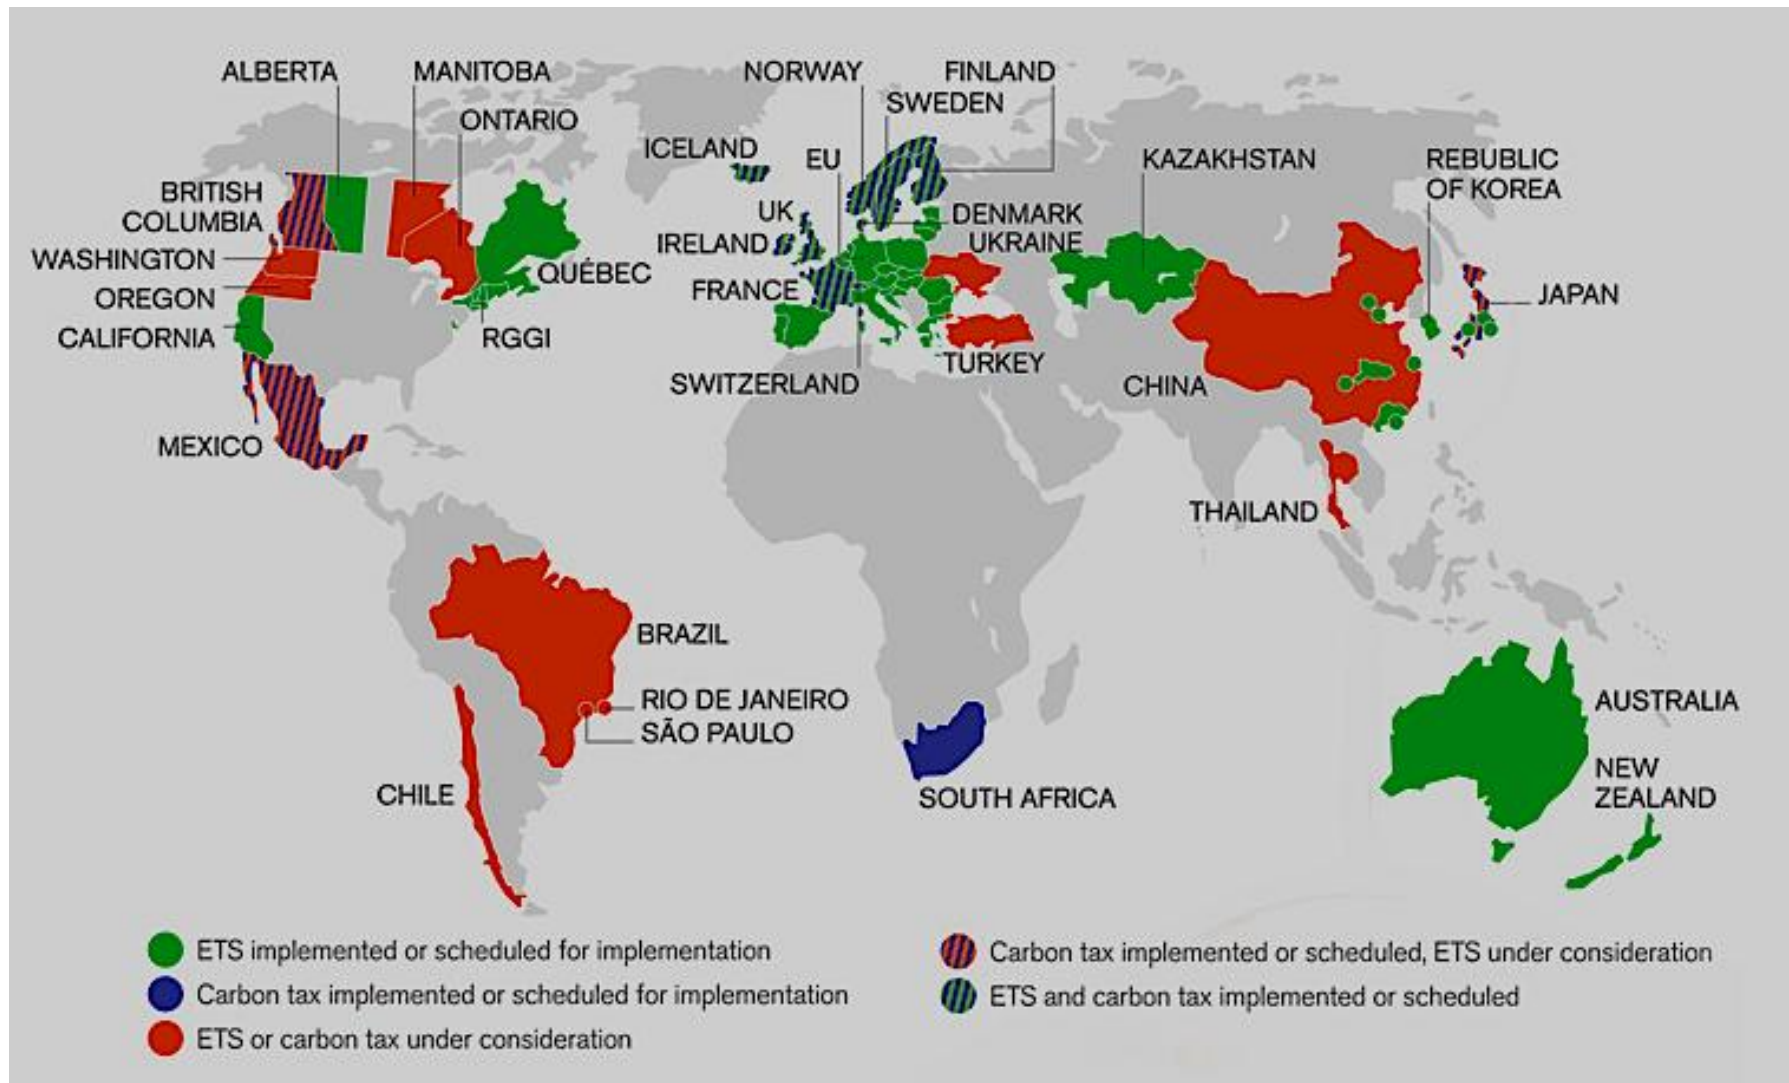 ALBERTA
MANITOBA
ONTARIO
BRITISH
COLUMBIA
WASHINGTON
OREGON
CALIFORNIA
QUÉBEC
RGGI
MEXICO
NORWAY
FINLAND
SWEDEN
ICELAND
EU
UK
IRELAND
DENMARK
UKRAINE
FRANCE
SWITZERLAND
TURKEY
KAZAKHSTAN
REBUBLIC
OF KOREA
JAPAN
CHINA
THAILAND
BRAZIL
RIO DE JANEIRO
SÃO PAULO
CHILE
SOUTH AFRICA
AUSTRALIA
NEW
ZEALAND
ETS implemented or scheduled for implementation
Carbon tax implemented or scheduled for implementation
ETS or carbon tax under consideration
Carbon tax implemented or scheduled, ETS under consideration
ETS and carbon tax implemented or scheduled